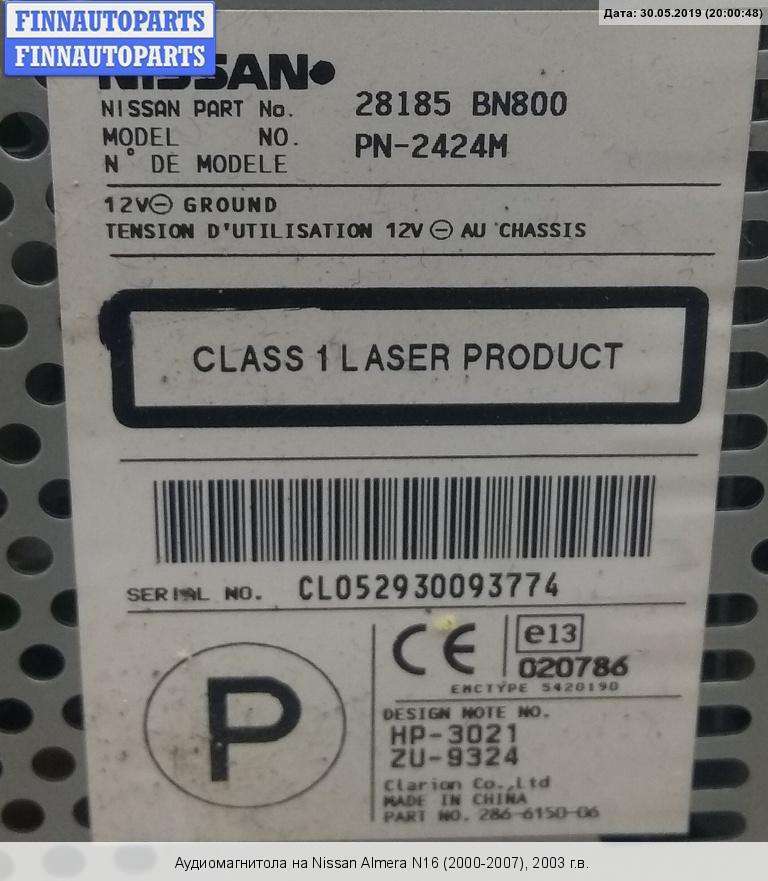 FINNAUTOPARTS
FINNAUTOPARTS
Дата: 30.05.2019 (20:00:48)
NISSAN
NISSAN PART No. 28185 BN800
MODEL NO. PN-2424M
N° DE MODELE
12V⊖ GROUND
TENSION D'UTILISATION 12V ⊖ AU CHASSIS
CLASS 1 LASER PRODUCT
SERIAL NO. CL052930093774
P
CE
e13
020786
EMCTYPE 5420190
DESIGN NOTE NO.
HP-3021
ZU-9324
Clarion Co.,Ltd
MADE IN CHINA
PART NO. 286-6150-06
Аудиомагнитола на Nissan Almera N16 (2000-2007), 2003 г.в.